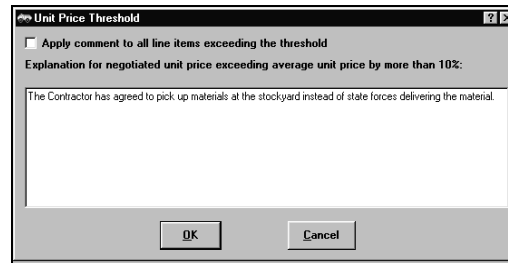 Unit Price Threshold
Apply comment to all line items exceeding the threshold
Explanation for negotiated unit price exceeding average unit price by more than 10%:
The Contractor has agreed to pick up materials at the stockyard instead of state forces delivering the material.
OK Cancel